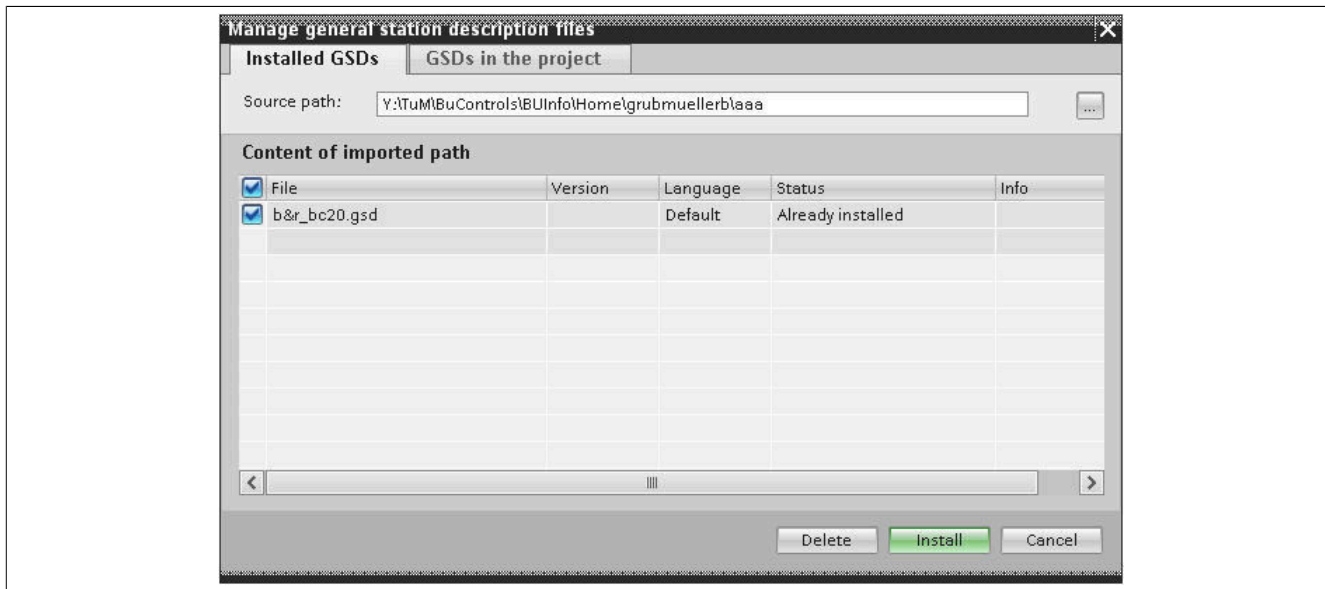 Manage general station description files
Installed GSDs GSDs in the project
Source path: Y:\TuM\BuControls\BUInfo\Home\grubmuellerb\aaa ...
Content of imported path
File Version Language Status Info
b&r_bc20.gsd Default Already installed
Delete Install Cancel